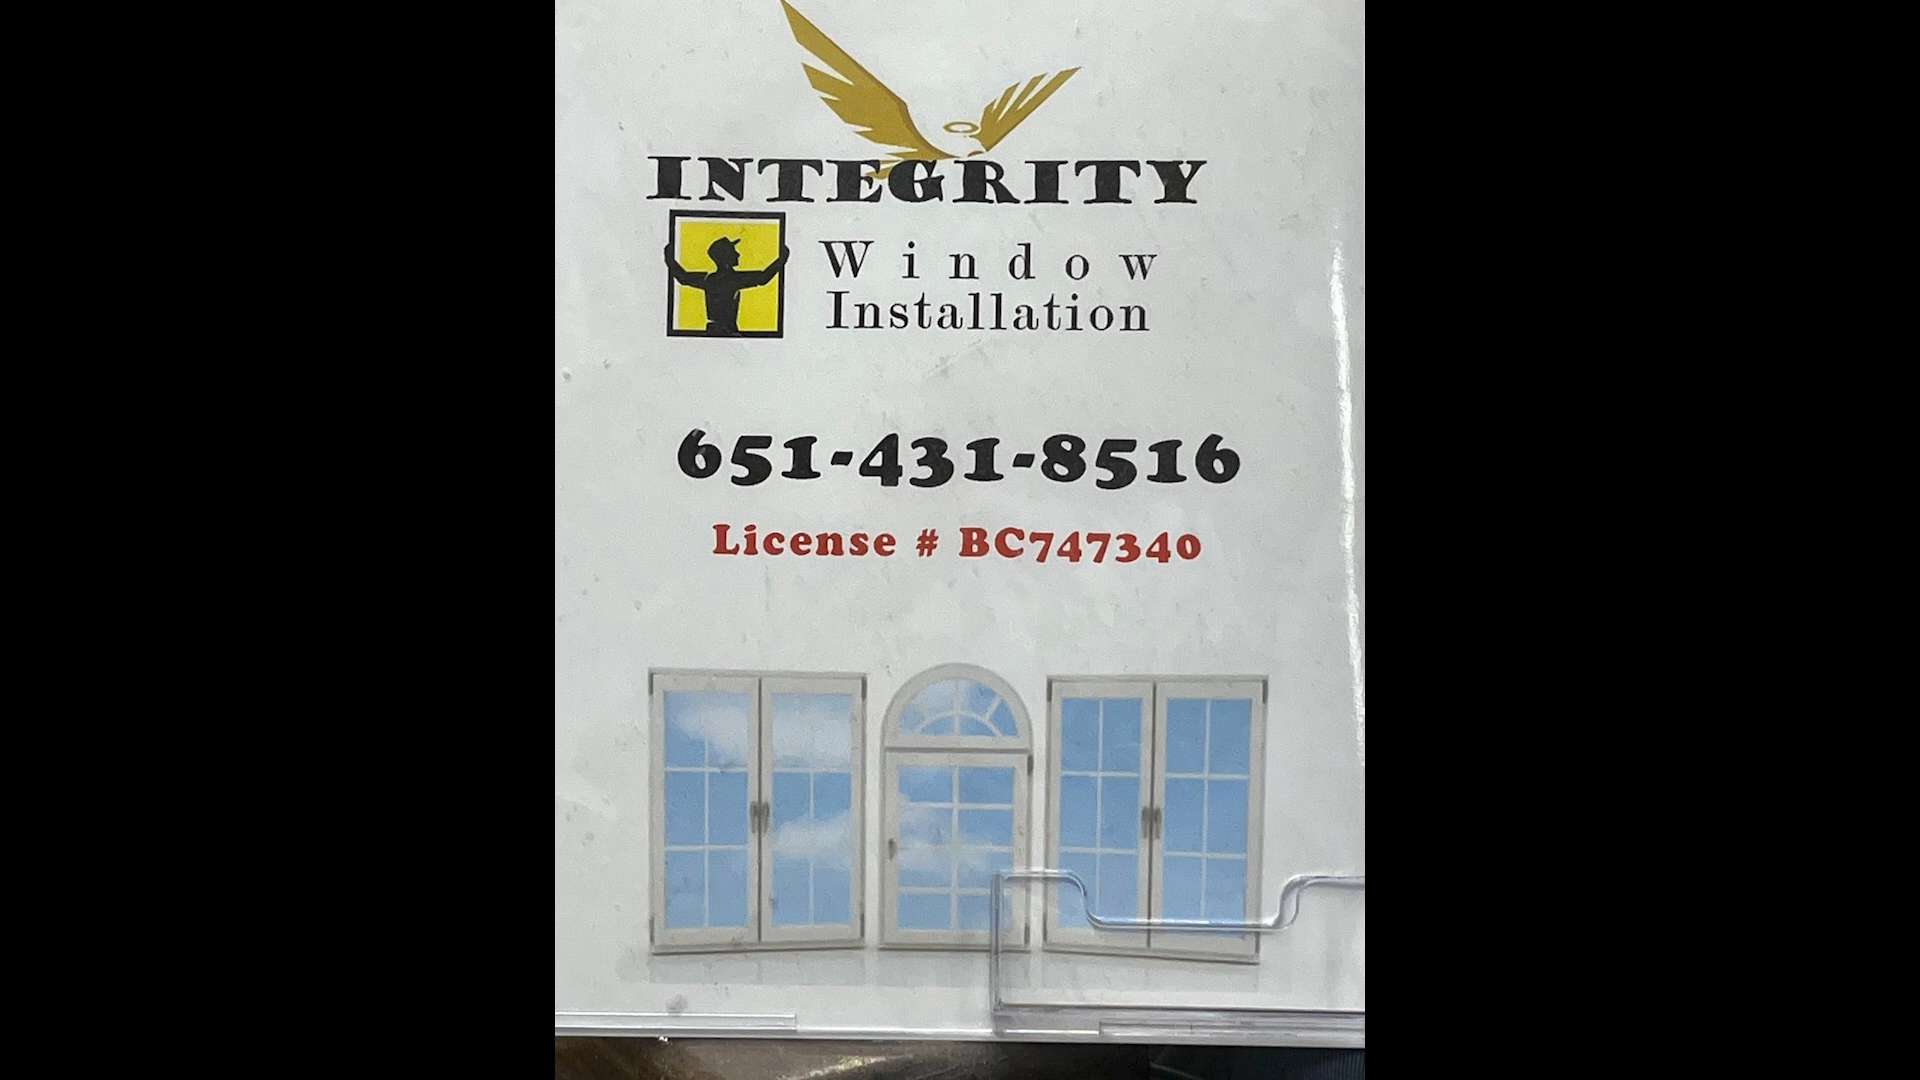 INTEGRITY
Window
Installation
651-431-8516
License # BC747340